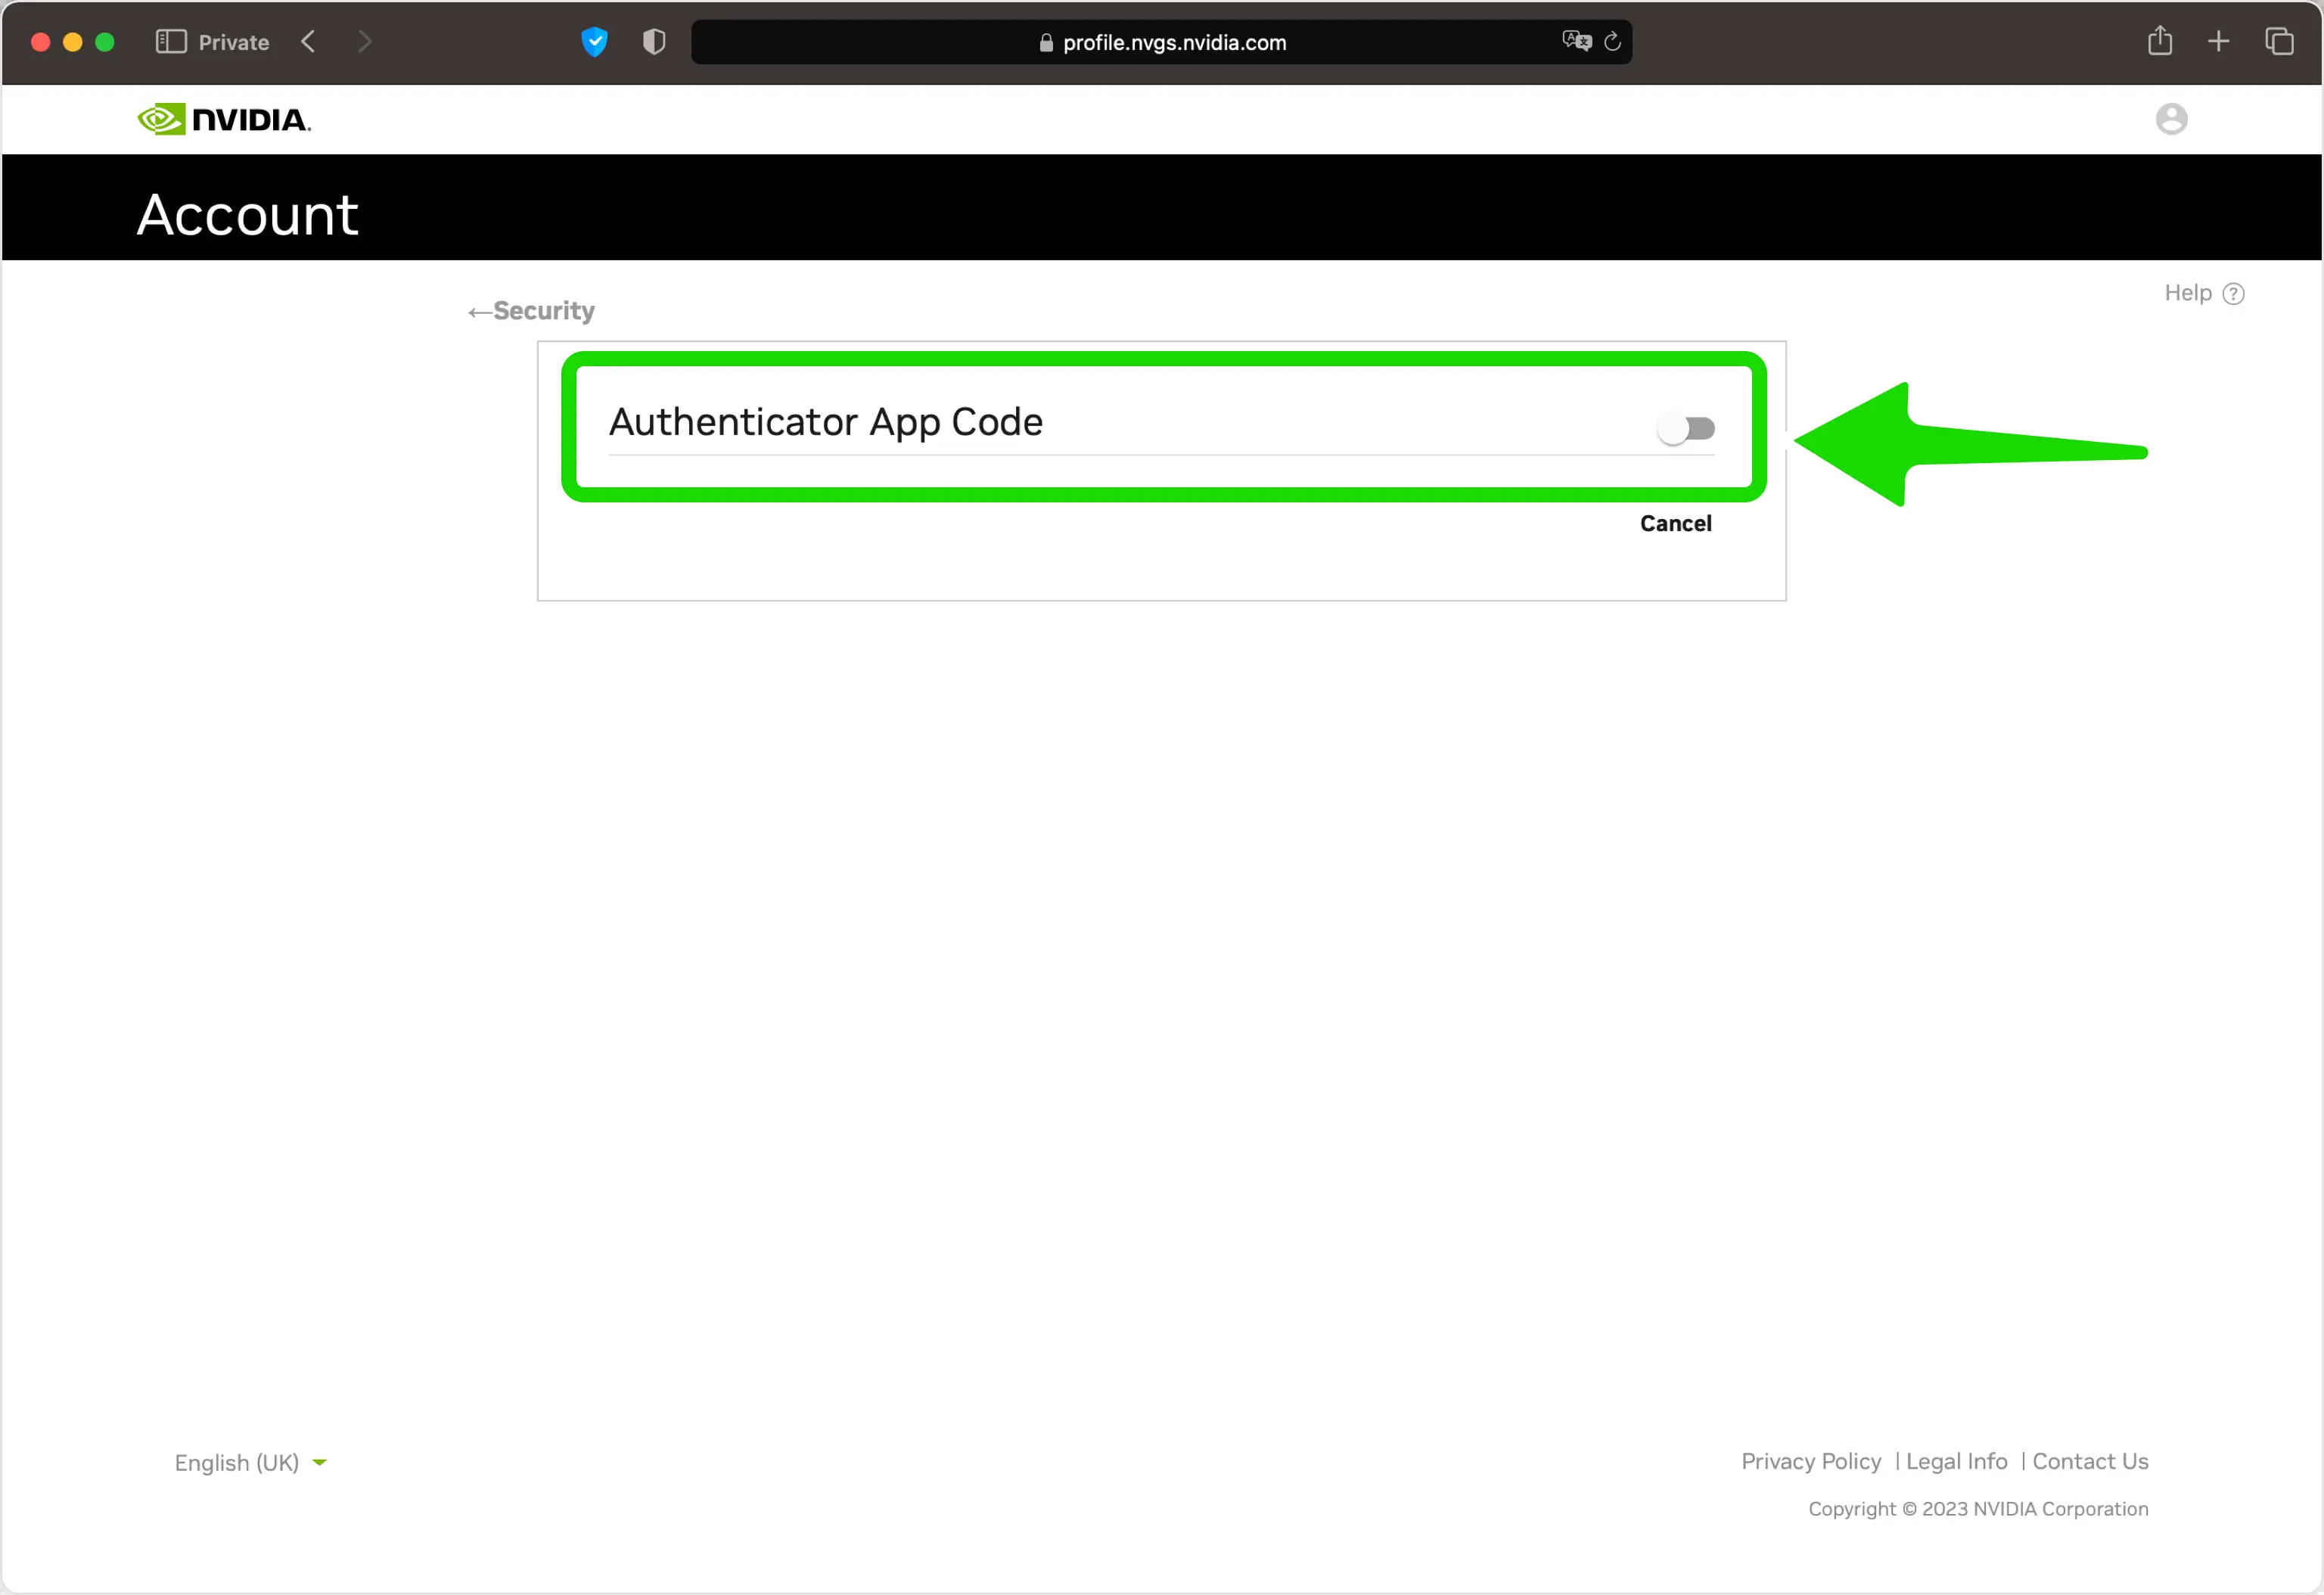 Private
profile.nvgs.nvidia.com
NVIDIA.
Account
Help ?
←Security
Authenticator App Code
Cancel
English (UK)
Privacy Policy | Legal Info | Contact Us
Copyright © 2023 NVIDIA Corporation